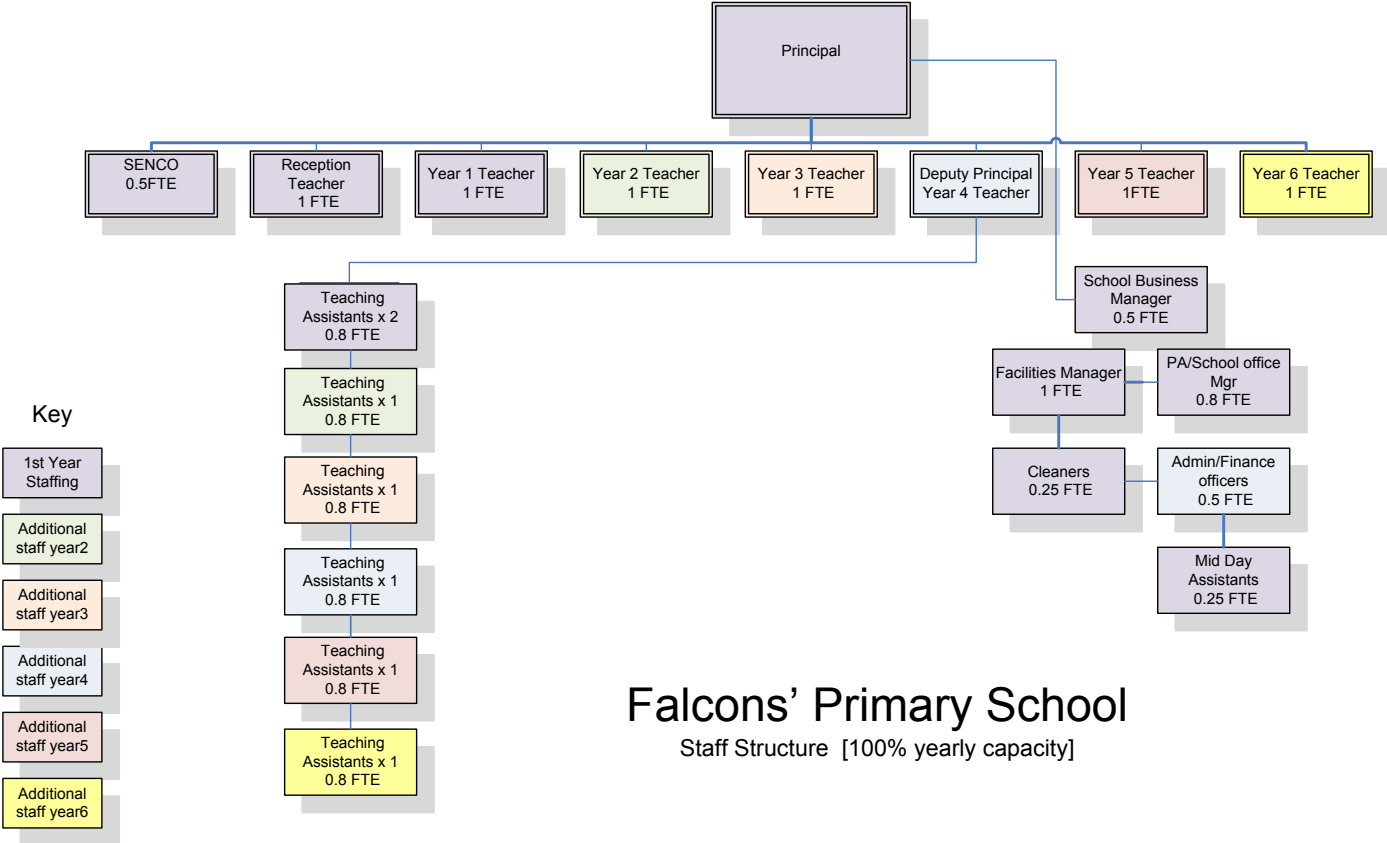 Principal
SENCO
0.5FTE
Reception
Teacher
1 FTE
Year 1 Teacher
1 FTE
Year 2 Teacher
1 FTE
Year 3 Teacher
1 FTE
Deputy Principal
Year 4 Teacher
Year 5 Teacher
1FTE
Year 6 Teacher
1 FTE
Teaching
Assistants x 2
0.8 FTE
Teaching
Assistants x 1
0.8 FTE
Teaching
Assistants x 1
0.8 FTE
Teaching
Assistants x 1
0.8 FTE
Teaching
Assistants x 1
0.8 FTE
Teaching
Assistants x 1
0.8 FTE
School Business
Manager
0.5 FTE
Facilities Manager
1 FTE
PA/School office
Mgr
0.8 FTE
Cleaners
0.25 FTE
Admin/Finance
officers
0.5 FTE
Mid Day
Assistants
0.25 FTE
Key
1st Year
Staffing
Additional
staff year2
Additional
staff year3
Additional
staff year4
Additional
staff year5
Additional
staff year6
Falcons’ Primary School
Staff Structure [100% yearly capacity]